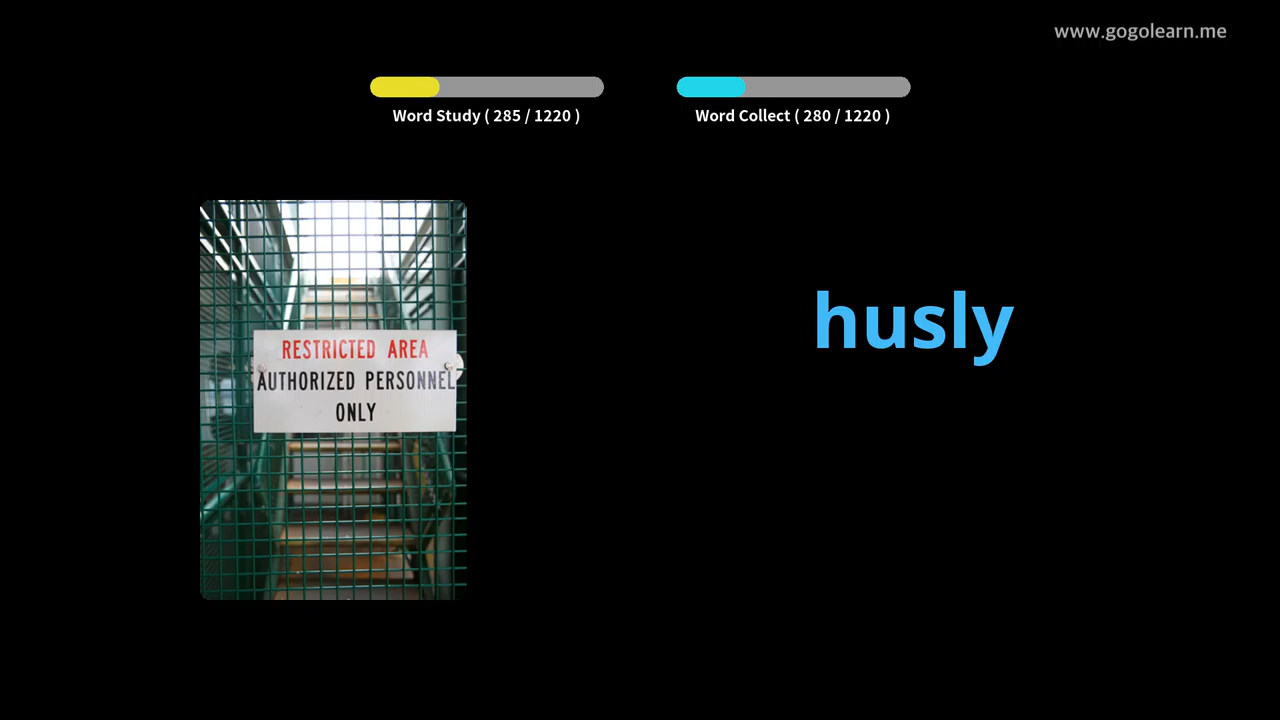 www.gogolearn.me
Word Study ( 285 / 1220 )
Word Collect ( 280 / 1220 )
RESTRICTED AREA
AUTHORIZED PERSONNEL
ONLY
husly